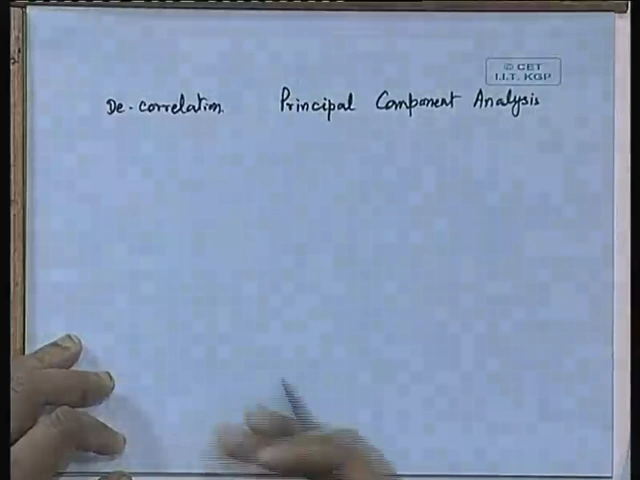 © CET
I.I.T. KGP
De-correlation Principal Component Analysis